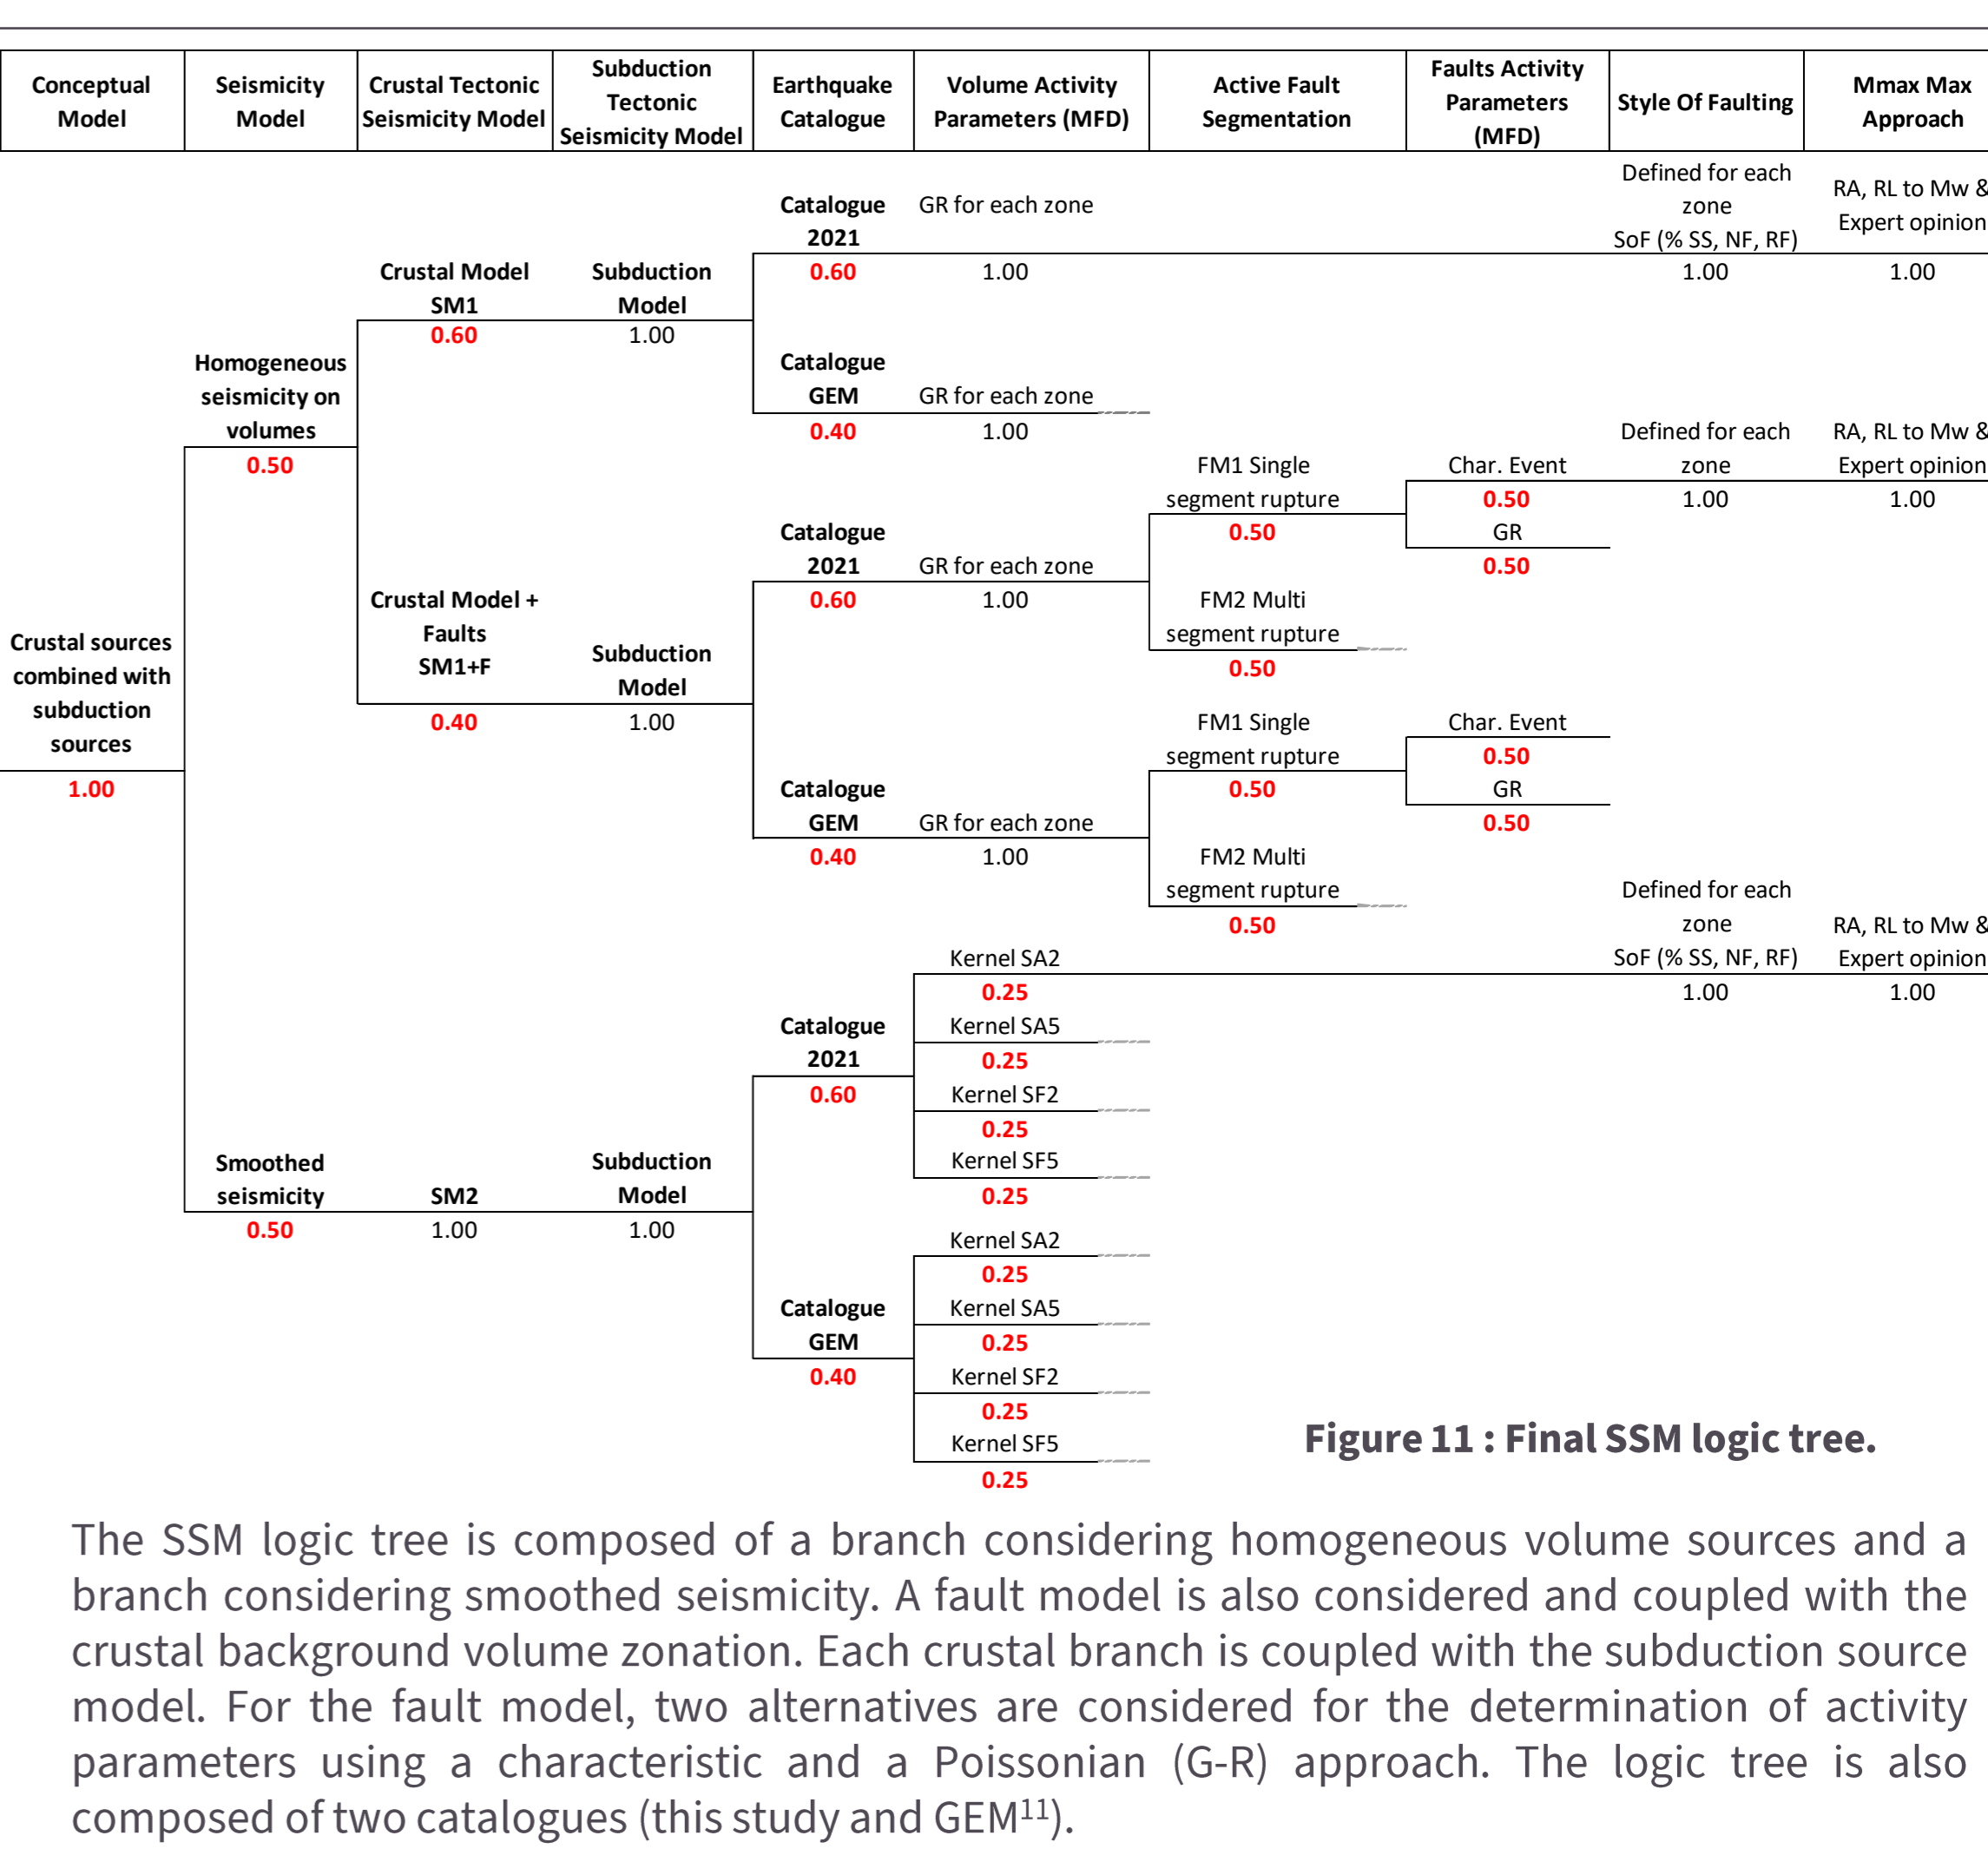 Conceptual
Model
Seismicity
Model
Crustal Tectonic
Seismicity Model
Subduction
Tectonic
Seismicity Model
Earthquake
Catalogue
Volume Activity
Parameters (MFD)
Active Fault
Segmentation
Faults Activity
Parameters
(MFD)
Style Of Faulting
Mmax Max
Approach
Crustal sources
combined with
subduction
sources
1.00
Homogeneous
seismicity on
volumes
0.50
Crustal Model
SM1
0.60
Subduction
Model
1.00
Catalogue
2021
0.60
GR for each zone
1.00
Defined for each
zone
SoF (% SS, NF, RF)
1.00
RA, RL to Mw &
Expert opinion
1.00
Catalogue
GEM
0.40
GR for each zone
1.00
Crustal Model +
Faults
SM1+F
0.40
Subduction
Model
1.00
Catalogue
2021
0.60
GR for each zone
1.00
FM1 Single
segment rupture
0.50
Char. Event
0.50
GR
0.50
Defined for each
zone
1.00
RA, RL to Mw &
Expert opinion
1.00
FM2 Multi
segment rupture
0.50
Catalogue
GEM
0.40
GR for each zone
1.00
FM1 Single
segment rupture
0.50
Char. Event
0.50
GR
0.50
FM2 Multi
segment rupture
0.50
Smoothed
seismicity
0.50
SM2
1.00
Subduction
Model
1.00
Catalogue
2021
0.60
Kernel SA2
0.25
Defined for each
zone
SoF (% SS, NF, RF)
1.00
RA, RL to Mw &
Expert opinion
1.00
Kernel SA5
0.25
Kernel SF2
0.25
Kernel SF5
0.25
Catalogue
GEM
0.40
Kernel SA2
0.25
Kernel SA5
0.25
Kernel SF2
0.25
Kernel SF5
0.25
Figure 11 : Final SSM logic tree.
The SSM logic tree is composed of a branch considering homogeneous volume sources and a
branch considering smoothed seismicity. A fault model is also considered and coupled with the
crustal background volume zonation. Each crustal branch is coupled with the subduction source
model. For the fault model, two alternatives are considered for the determination of activity
parameters using a characteristic and a Poissonian (G-R) approach. The logic tree is also
composed of two catalogues (this study and GEM¹¹).